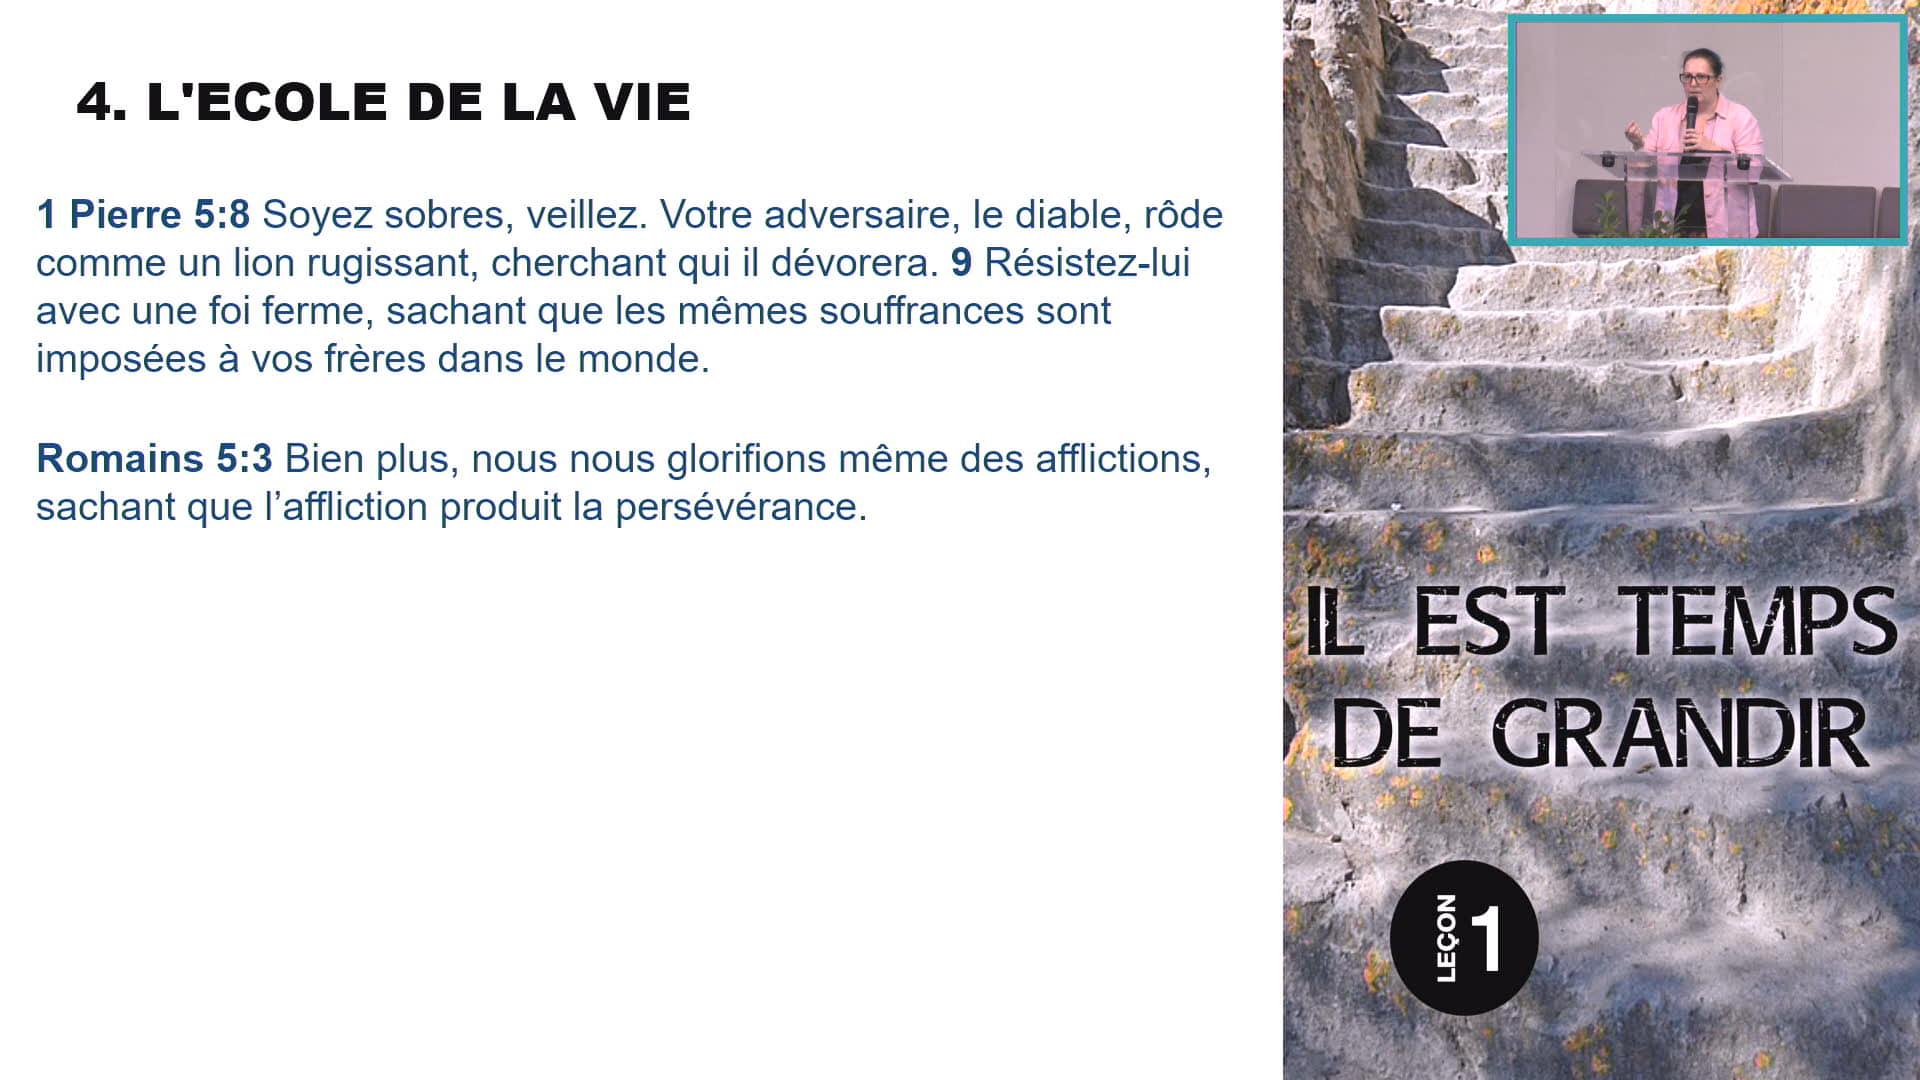 4. L'ECOLE DE LA VIE
1 Pierre 5:8 Soyez sobres, veillez. Votre adversaire, le diable, rôde
comme un lion rugissant, cherchant qui il dévorera. 9 Résistez-lui
avec une foi ferme, sachant que les mêmes souffrances sont
imposées à vos frères dans le monde.
Romains 5:3 Bien plus, nous nous glorifions même des afflictions,
sachant que l’affliction produit la persévérance.
IL EST TEMPS
DE GRANDIR
LEÇON 1